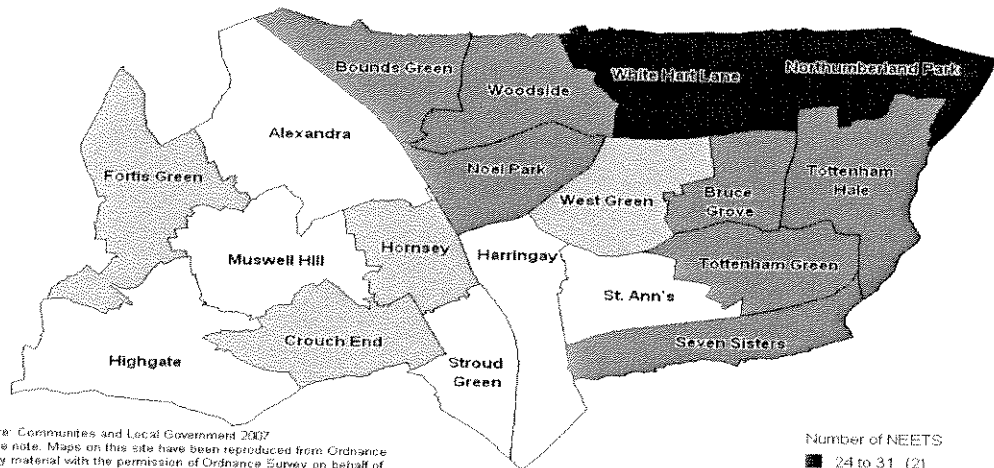 Bounds Green
Woodside
White Hart Lane
Northumberland Park
Alexandra
Fortis Green
Noel Park
West Green
Bruce
Grove
Tottenham
Hale
Muswell Hill
Hornsey
Harringay
Tottenham Green
St. Ann's
Highgate
Crouch End
Stroud
Green
Seven Sisters
Communities and Local Government 2007
note. Maps on this site have been reproduced from Ordnance
material with the permission of Ordnance Survey on behalf of
Number of NEETS
24 to 31 (2)